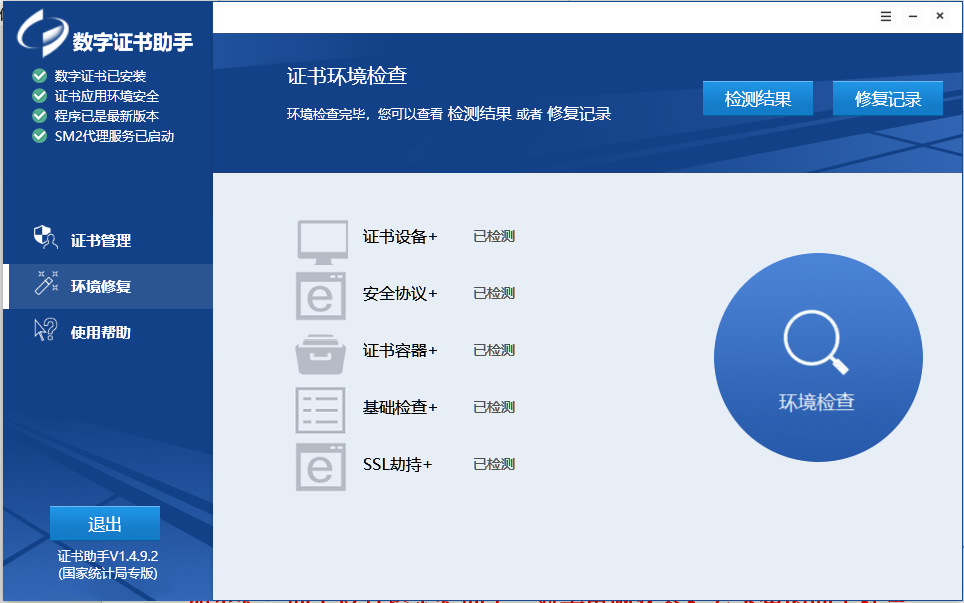 数字证书助手
数字证书已安装
证书应用环境安全
程序已是最新版本
SM2代理服务已启动
证书管理
环境修复
使用帮助
退出
证书助手V1.4.9.2
(国家统计局专版)
证书环境检查
环境检查完毕，您可以查看 检测结果 或者 修复记录
检测结果
修复记录
证书设备+ 已检测
安全协议+ 已检测
证书容器+ 已检测
基础检查+ 已检测
SSL劫持+ 已检测
环境检查